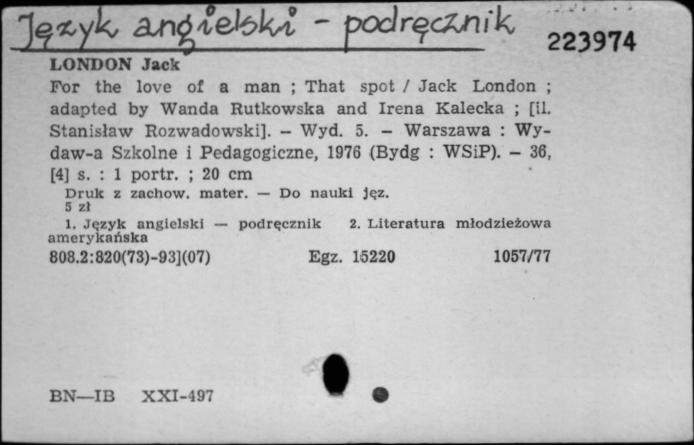 Język angielski - podręcznik
223974
LONDON Jack
For the love of a man ; That spot / Jack London ;
adapted by Wanda Rutkowska and Irena Kalecka ; [il.
Stanisław Rozwadowski]. — Wyd. 5. — Warszawa : Wy-
daw-a Szkolne i Pedagogiczne, 1976 (Bydg : WSiP). — 36,
[4] s. : 1 portr. ; 20 cm
Druk z zachow. mater. — Do nauki jęz.
5 zł
1. Język angielski — podręcznik 2. Literatura młodzieżowa
amerykańska
808.2:820(73)-93](07) Egz. 15220 1057/77
BN—IB XXI-497